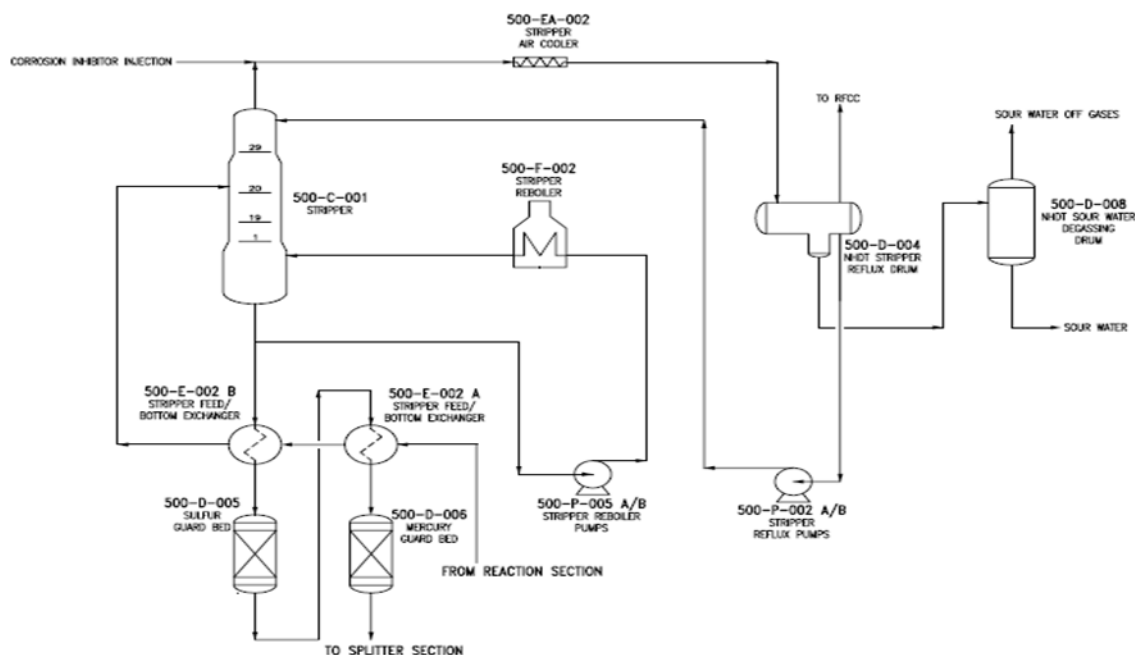 500-EA-002
STRIPPER
AIR COOLER
CORROSION INHIBITOR INJECTION
TO RFCC
SOUR WATER OFF GASES
29
500-F-002
STRIPPER
REBOILER
500-C-001
STRIPPER
20
19
1
500-D-008
NHDT SOUR WATER
DEGASSING
DRUM
500-D-004
NHDT STRIPPER
REFLUX DRUM
SOUR WATER
500-E-002 B
STRIPPER FEED/
BOTTOM EXCHANGER
500-E-002 A
STRIPPER FEED/
BOTTOM EXCHANGER
500-D-005
SULFUR
GUARD BED
500-D-006
MERCURY
GUARD BED
500-P-005 A/B
STRIPPER REBOILER
PUMPS
500-P-002 A/B
STRIPPER
REFLUX PUMPS
FROM REACTION SECTION
TO SPLITTER SECTION